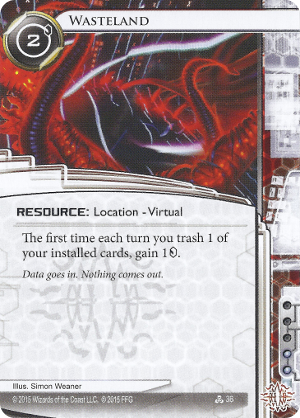 WASTELAND
2
RESOURCE: Location - Virtual
The first time each turn you trash 1 of
your installed cards, gain 1.
Data goes in. Nothing comes out.
Illus. Simon Weaner
© 2015 Wizards of the Coast LLC. © 2015 FFG 36